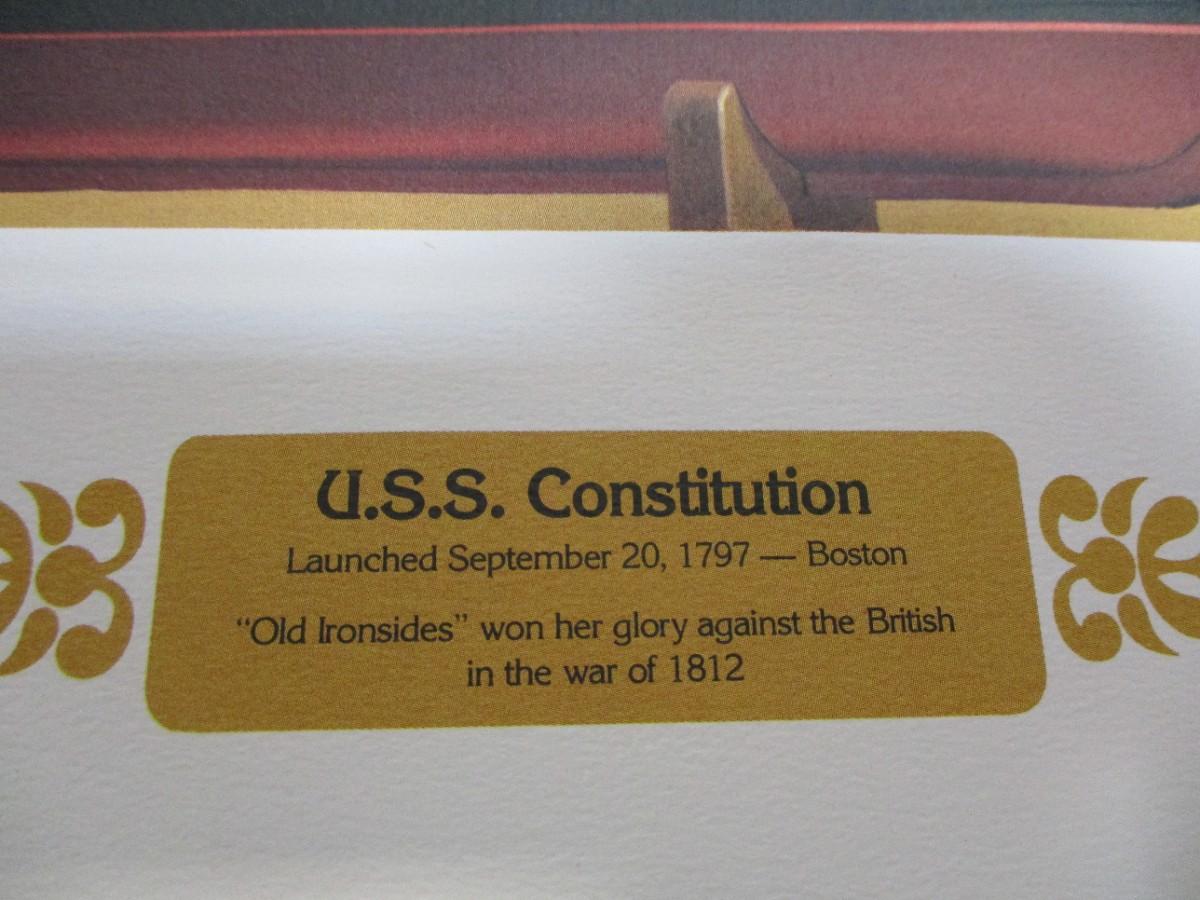 U.S.S. Constitution
Launched September 20, 1797 — Boston
“Old Ironsides” won her glory against the British
in the war of 1812